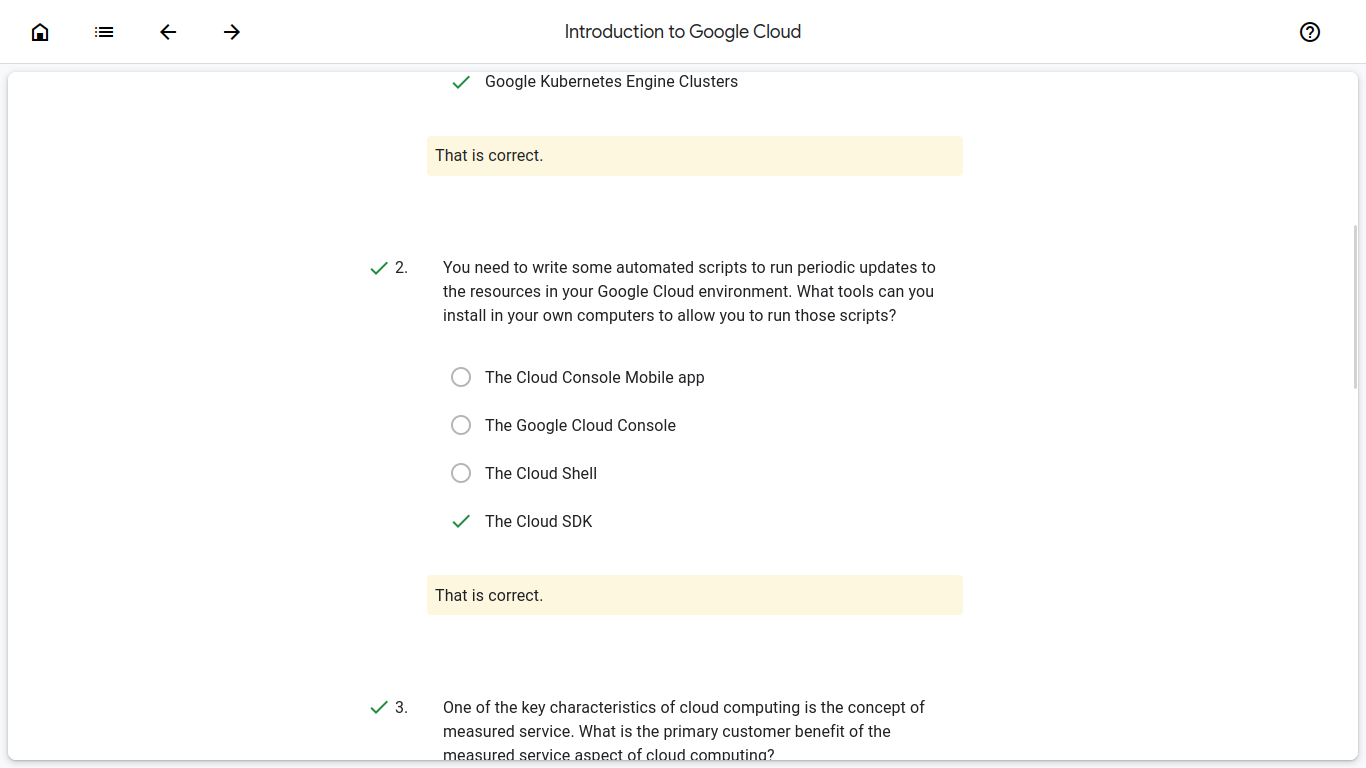 Introduction to Google Cloud
Google Kubernetes Engine Clusters
That is correct.
2. You need to write some automated scripts to run periodic updates to
the resources in your Google Cloud environment. What tools can you
install in your own computers to allow you to run those scripts?
The Cloud Console Mobile app
The Google Cloud Console
The Cloud Shell
The Cloud SDK
That is correct.
3. One of the key characteristics of cloud computing is the concept of
measured service. What is the primary customer benefit of the
measured service aspect of cloud computing?